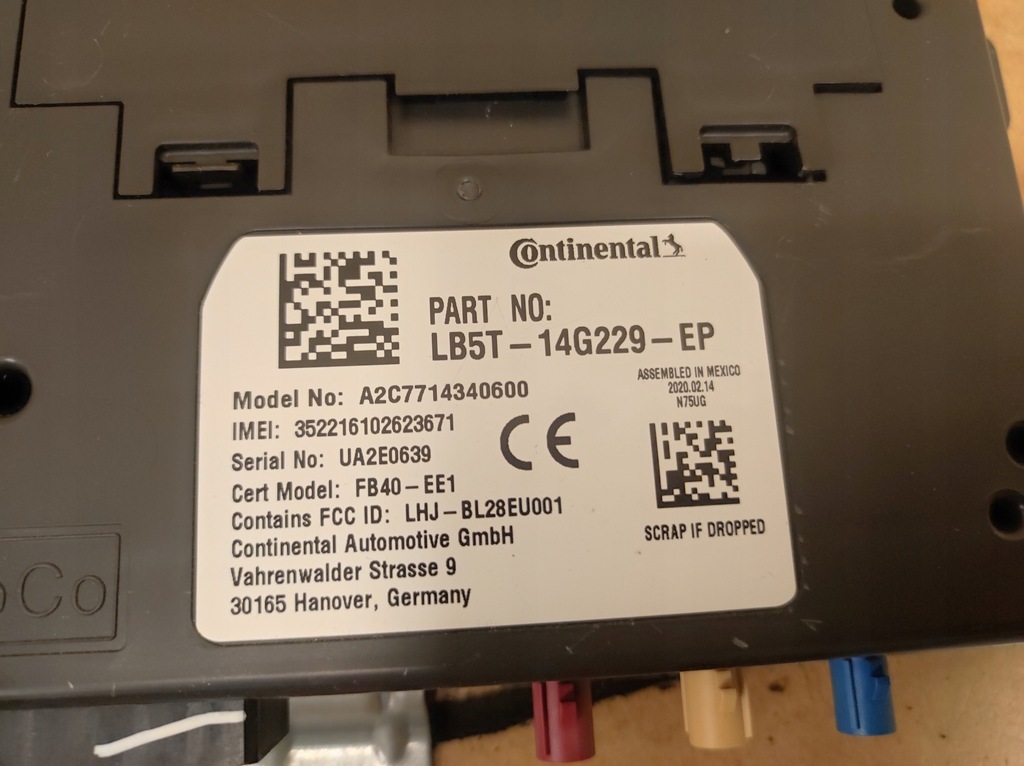 Continental
PART NO:
LB5T-14G229-EP
ASSEMBLED IN MEXICO
2020.02.14
N75UG
Model No: A2C7714340600
IMEI: 352216102623671
Serial No: UA2E0639
CE
Cert Model: FB40-EE1
Contains FCC ID: LHJ-BL28EU001
Continental Automotive GmbH
Vahrenwalder Strasse 9
30165 Hanover, Germany
SCRAP IF DROPPED
Co